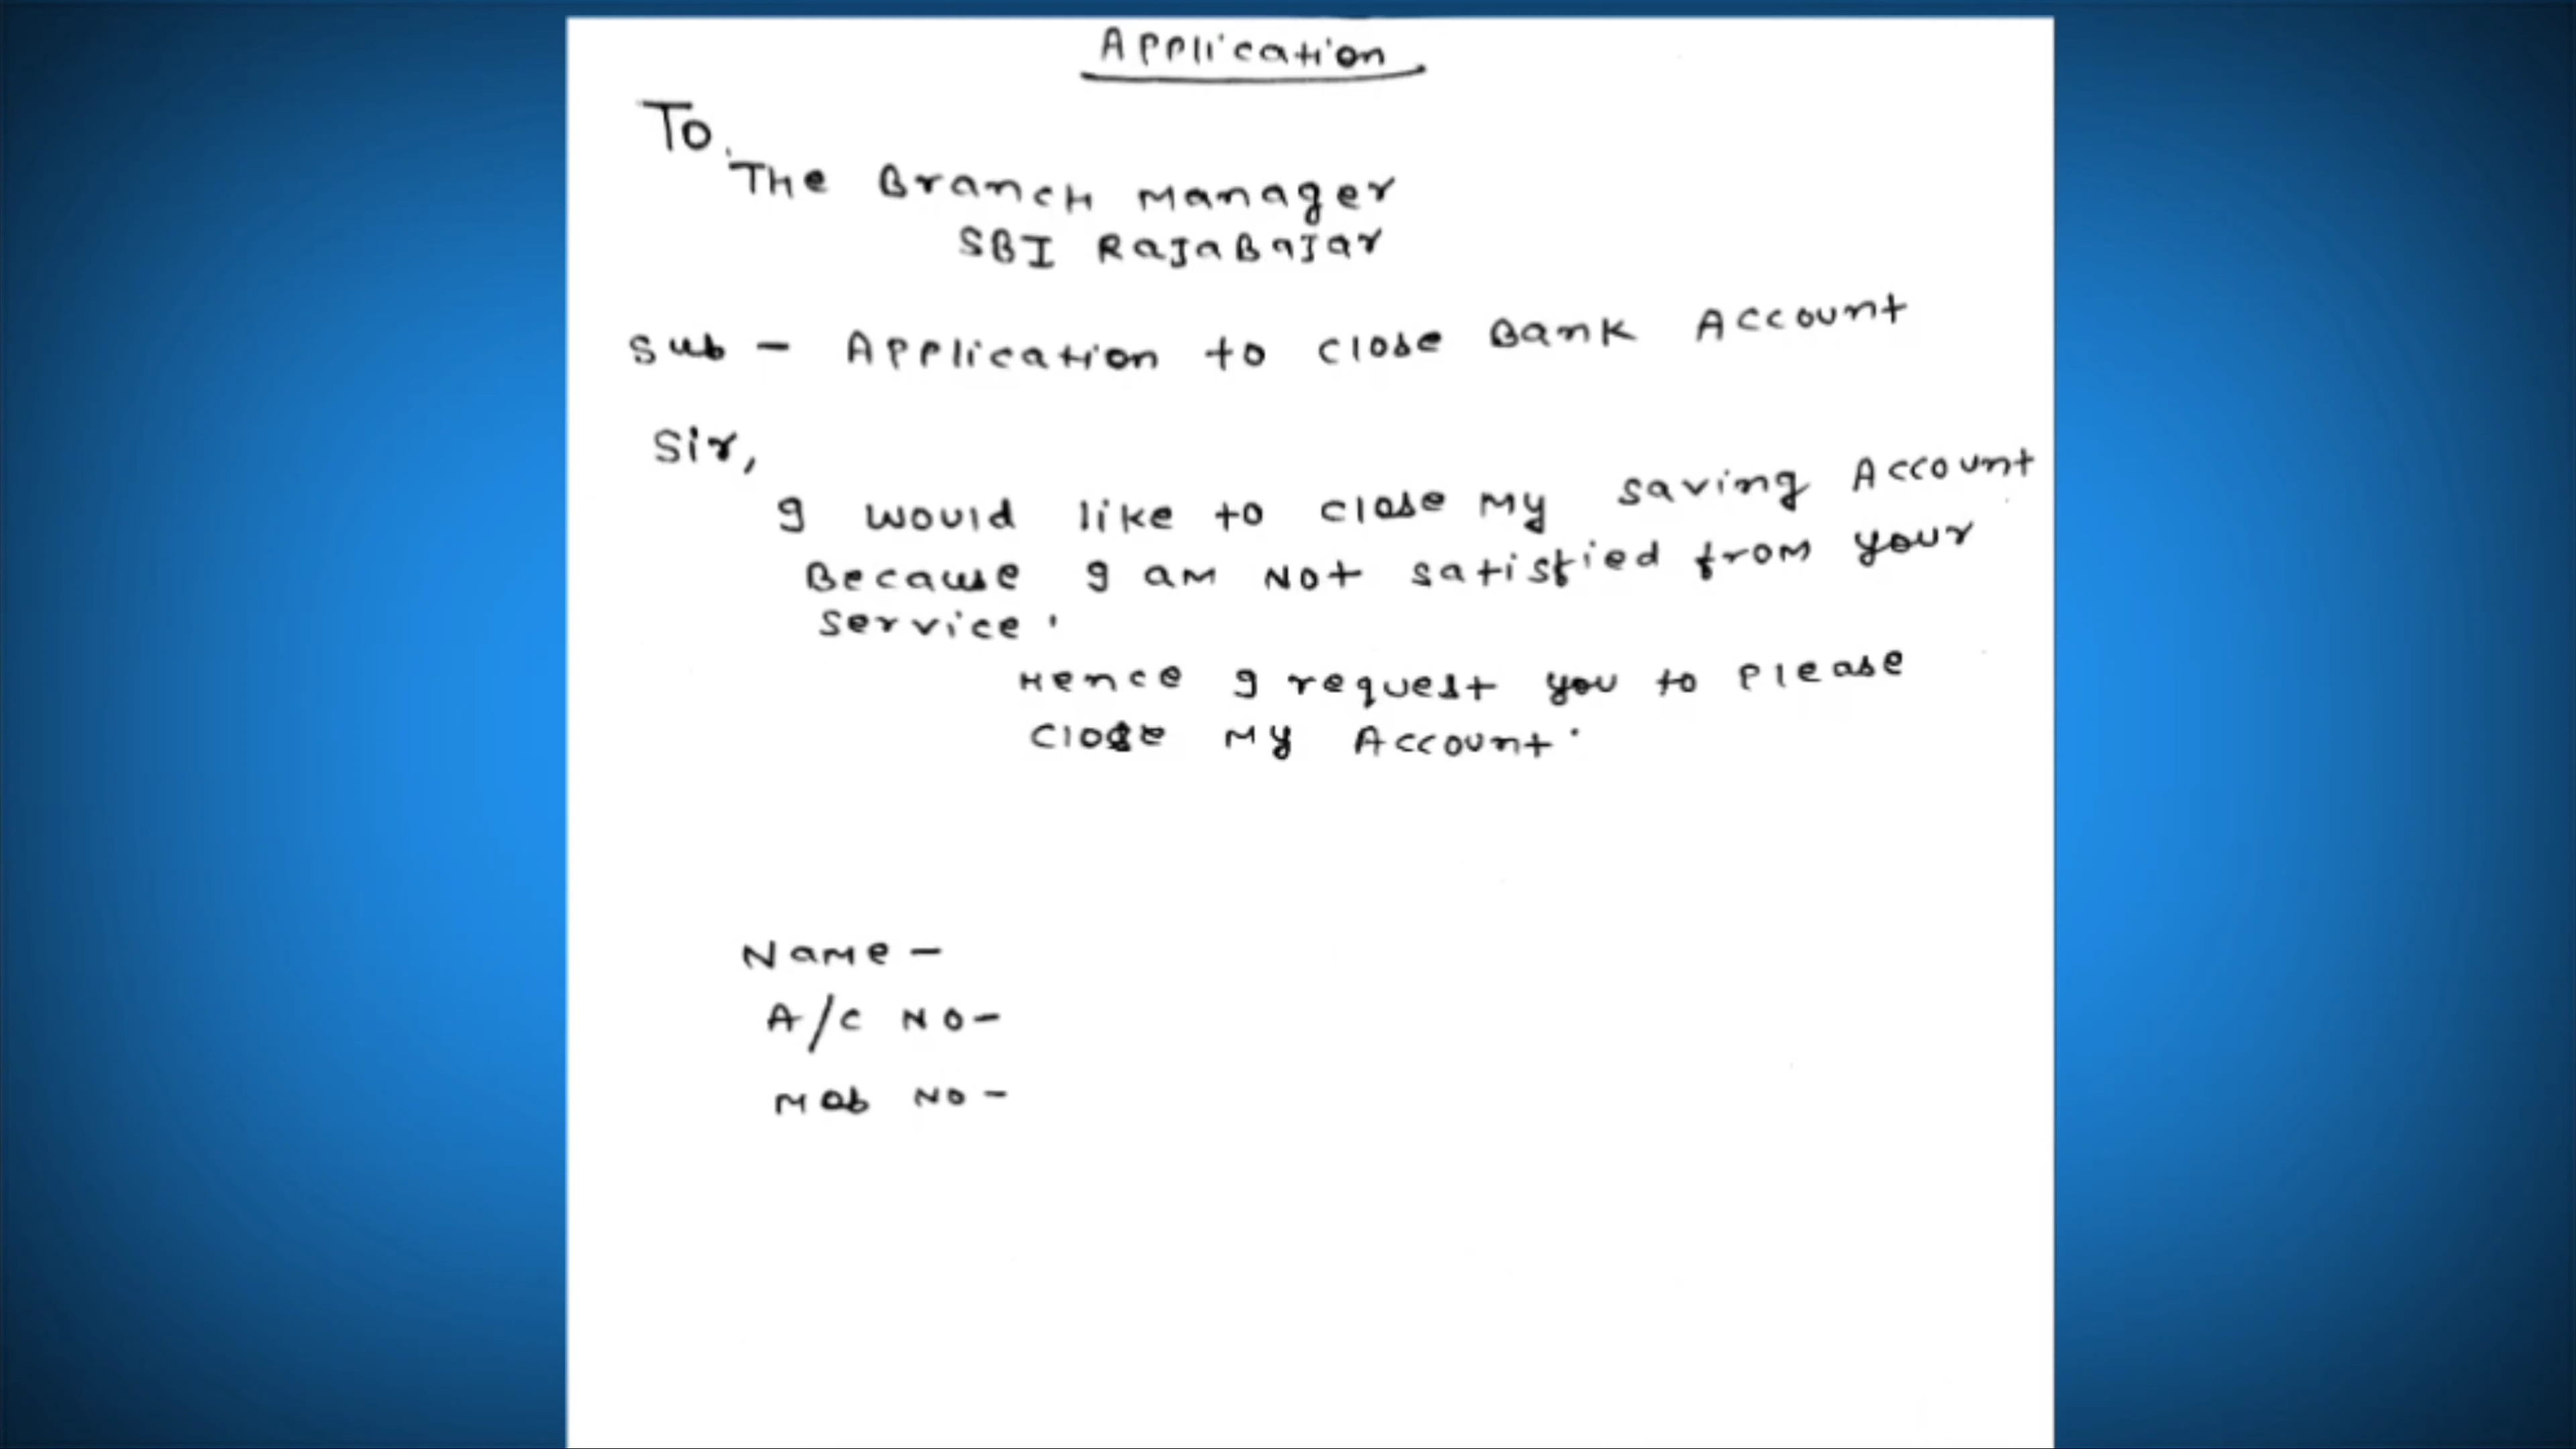 Application
To,
The Branch Manager
SBI RajaBajar
Sub - Application to close Bank Account
Sir,
I would like to close My saving Account
Because I am Not satisfied from your
service.
Hence I request you to Please
Close My Account.
Name -
A/C NO-
Mob No -